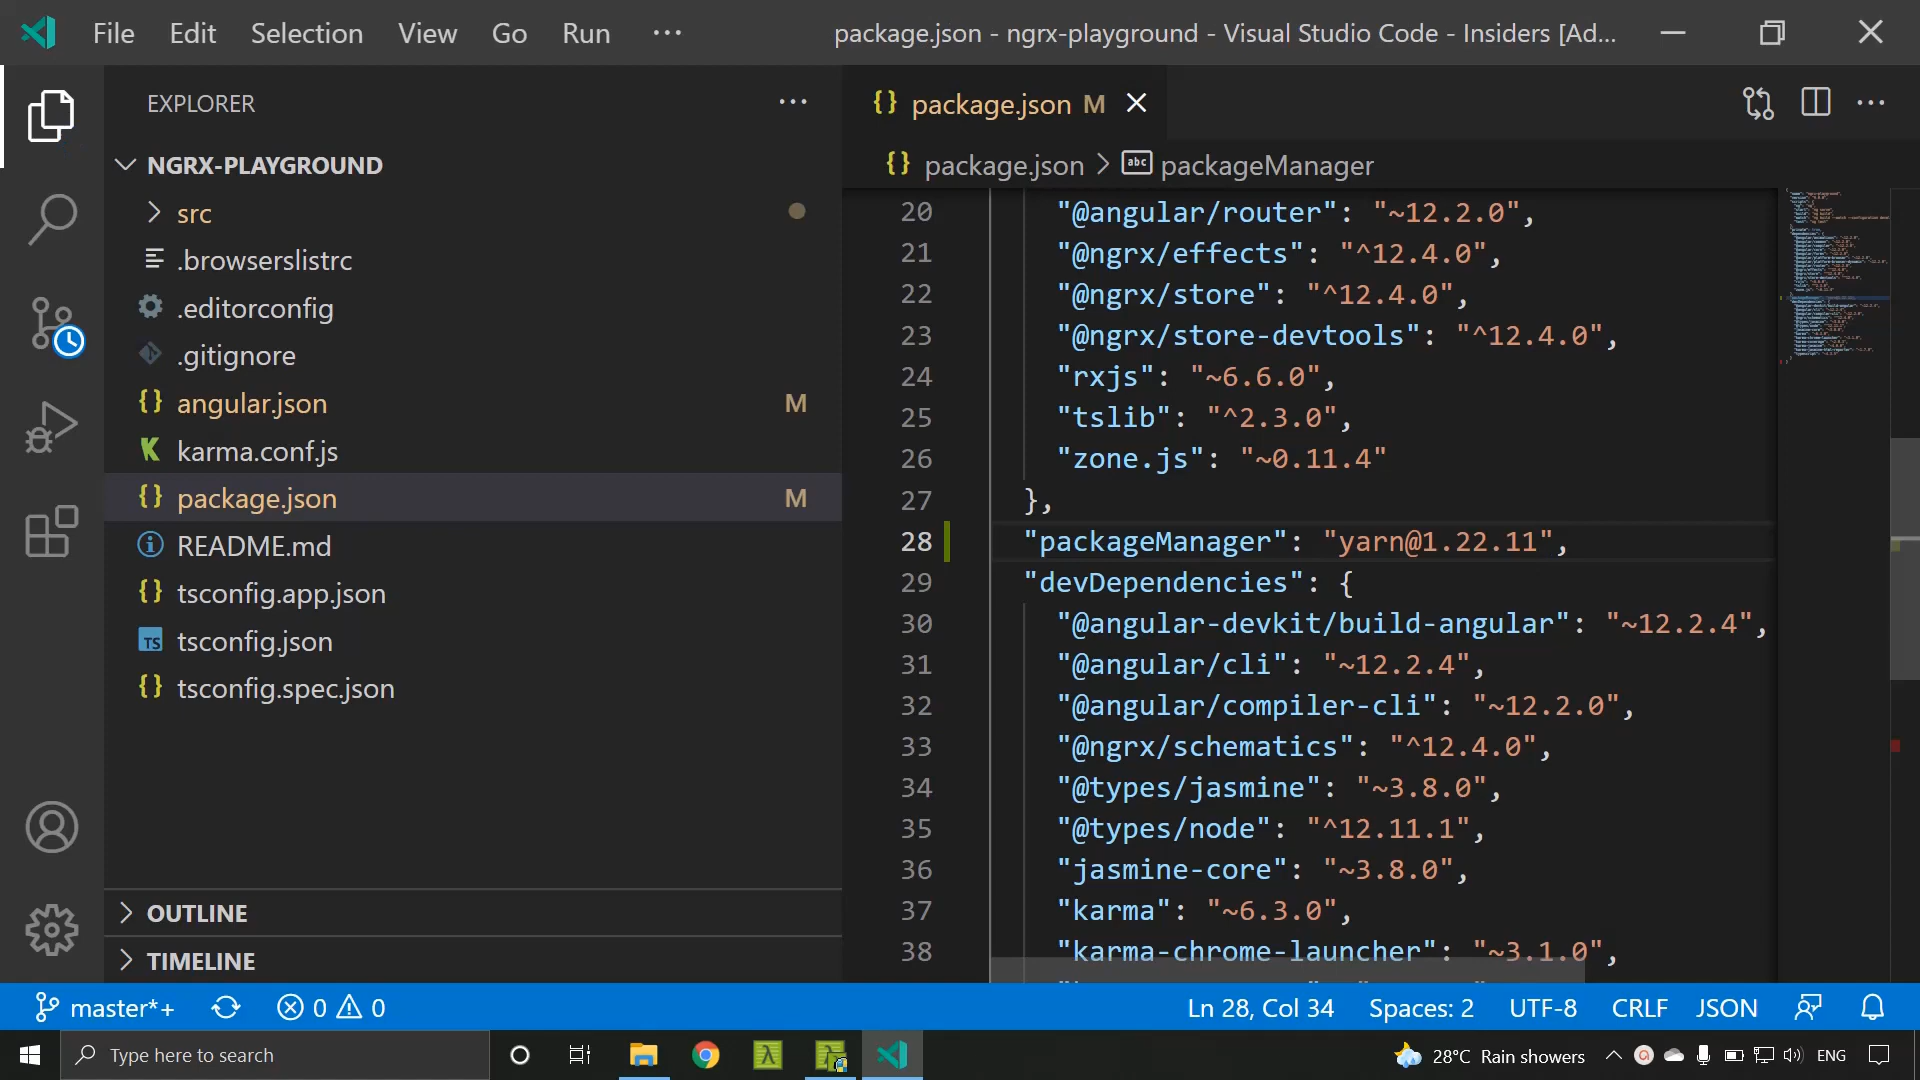 File Edit Selection View Go Run ···
package.json - ngrx-playground - Visual Studio Code - Insiders [Ad...
EXPLORER
NGRX-PLAYGROUND
src
.browserslistrc
.editorconfig
.gitignore
{} angular.json M
karma.conf.js
{} package.json M
README.md
{} tsconfig.app.json
TS tsconfig.json
{} tsconfig.spec.json
OUTLINE
TIMELINE
{} package.json M
{} package.json > abc packageManager
20 "@angular/router": "~12.2.0",
21 "@ngrx/effects": "^12.4.0",
22 "@ngrx/store": "^12.4.0",
23 "@ngrx/store-devtools": "^12.4.0",
24 "rxjs": "~6.6.0",
25 "tslib": "^2.3.0",
26 "zone.js": "~0.11.4"
27 },
28 "packageManager": "yarn@1.22.11",
29 "devDependencies": {
30 "@angular-devkit/build-angular": "~12.2.4",
31 "@angular/cli": "~12.2.4",
32 "@angular/compiler-cli": "~12.2.0",
33 "@ngrx/schematics": "^12.4.0",
34 "@types/jasmine": "~3.8.0",
35 "@types/node": "^12.11.1",
36 "jasmine-core": "~3.8.0",
37 "karma": "~6.3.0",
38 "karma-chrome-launcher": "~3.1.0",
master*+ 0 0 Ln 28, Col 34 Spaces: 2 UTF-8 CRLF JSON
Type here to search 28°C Rain showers ENG